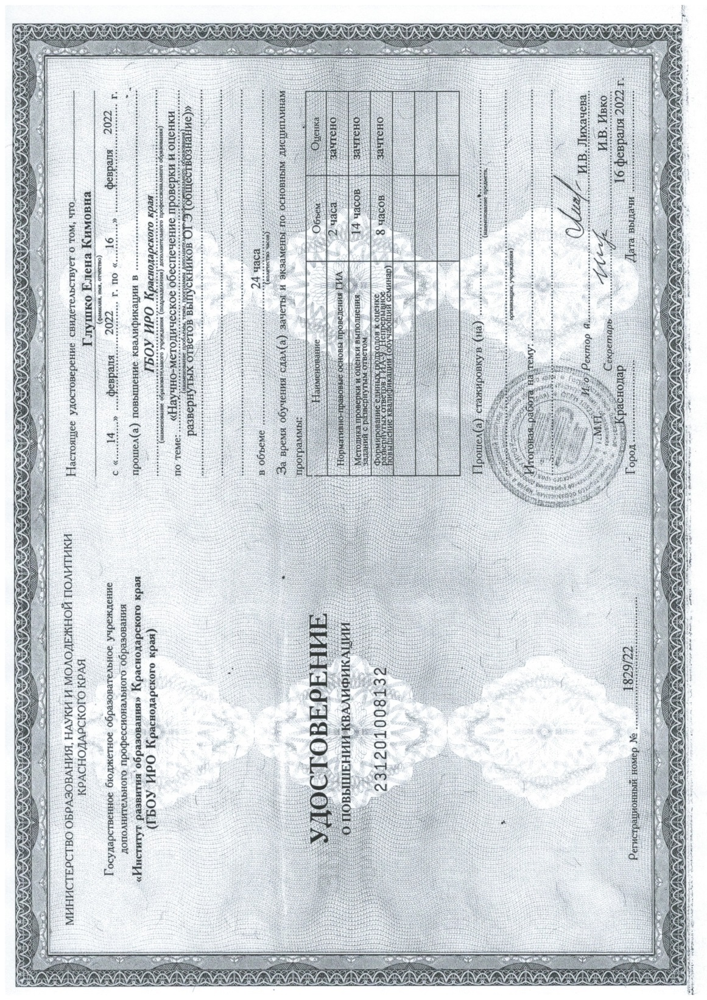 МИНИСТЕРСТВО ОБРАЗОВАНИЯ, НАУКИ И МОЛОДЕЖНОЙ ПОЛИТИКИ
КРАСНОДАРСКОГО КРАЯ
Государственное бюджетное образовательное учреждение
дополнительного профессионального образования
«Институт развития образования» Краснодарского края
(ГБОУ ИРО Краснодарского края)
УДОСТОВЕРЕНИЕ
О ПОВЫШЕНИИ КВАЛИФИКАЦИИ
231201008132
Регистрационный номер № 1829/22
Настоящее удостоверение свидетельствует о том, что
Глушко Елена Кимовна
(фамилия, имя, отчество)
с « 14 » февраля 2022 г. по « 16 » февраля 2022 г.
прошел(а) повышение квалификации в
ГБОУ ИРО Краснодарского края
(наименование образовательного учреждения (подразделения) дополнительного профессионального образования)
по теме: «Научно-методическое обеспечение проверки и оценки
(наименование проблемы, темы, программы дополнительного профессионального образования)
развернутых ответов выпускников ОГЭ (обществознание)»
в объеме 24 часа
(количество часов)
За время обучения сдал(а) зачеты и экзамены по основным дисциплинам
программы:
Наименование Объем Оценка
Нормативно-правовые основы проведения ГИА 2 часа зачтено
Методика проверки и оценки выполнения
заданий с развернутым ответом 14 часов зачтено
Формирование единых подходов к оценке
развернутых ответов ГИА-9. Непрерывное
повышение квалификации (обучающий семинар) 8 часов зачтено
Прошел(а) стажировку в (на)
(наименование предмета,
организации, учреждения)
Итоговая работа на тему:
И.о. Ректор а И.В. Лихачева
М.П.
Секретарь И.В. Ивко
Город Краснодар Дата выдачи 16 февраля 2022 г.